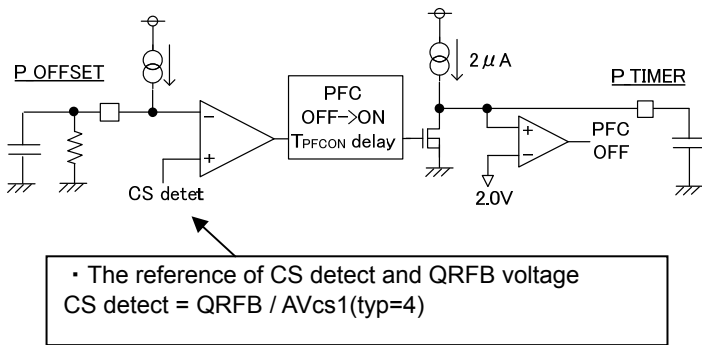 P OFFSET
2μA
P TIMER
PFC
OFF->ON
TPFCON delay
−
+
CS detet
+
−
PFC
OFF
2.0V
・The reference of CS detect and QRFB voltage
CS detect = QRFB / AVcs1(typ=4)